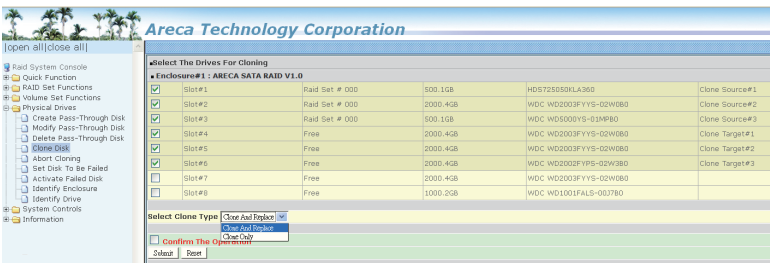 Areca Technology Corporation
|open all|close all|
Raid System Console
Quick Function
RAID Set Functions
Volume Set Functions
Physical Drives
Create Pass-Through Disk
Modify Pass-Through Disk
Delete Pass-Through Disk
Clone Disk
Abort Cloning
Set Disk To Be Failed
Activate Failed Disk
Identify Enclosure
Identify Drive
System Controls
Information
Select The Drives For Cloning
Enclosure#1 : ARECA SATA RAID V1.0
Slot#1 Raid Set # 000 500.1GB HDS725050KLA360 Clone Source#1
Slot#2 Raid Set # 000 2000.4GB WDC WD2003FYYS-02W0B0 Clone Source#2
Slot#3 Raid Set # 000 500.1GB WDC WD5000YS-01MPB0 Clone Source#3
Slot#4 Free 2000.4GB WDC WD2003FYYS-02W0B0 Clone Target#1
Slot#5 Free 2000.4GB WDC WD2003FYYS-02W0B0 Clone Target#2
Slot#6 Free 2000.4GB WDC WD2002FYPS-02W3B0 Clone Target#3
Slot#7 Free 2000.4GB WDC WD2003FYYS-02W0B0
Slot#8 Free 1000.2GB WDC WD1001FALS-00J7B0
Select Clone Type Clone And Replace
Clone And Replace
Clone Only
Confirm The Operation
Submit Reset